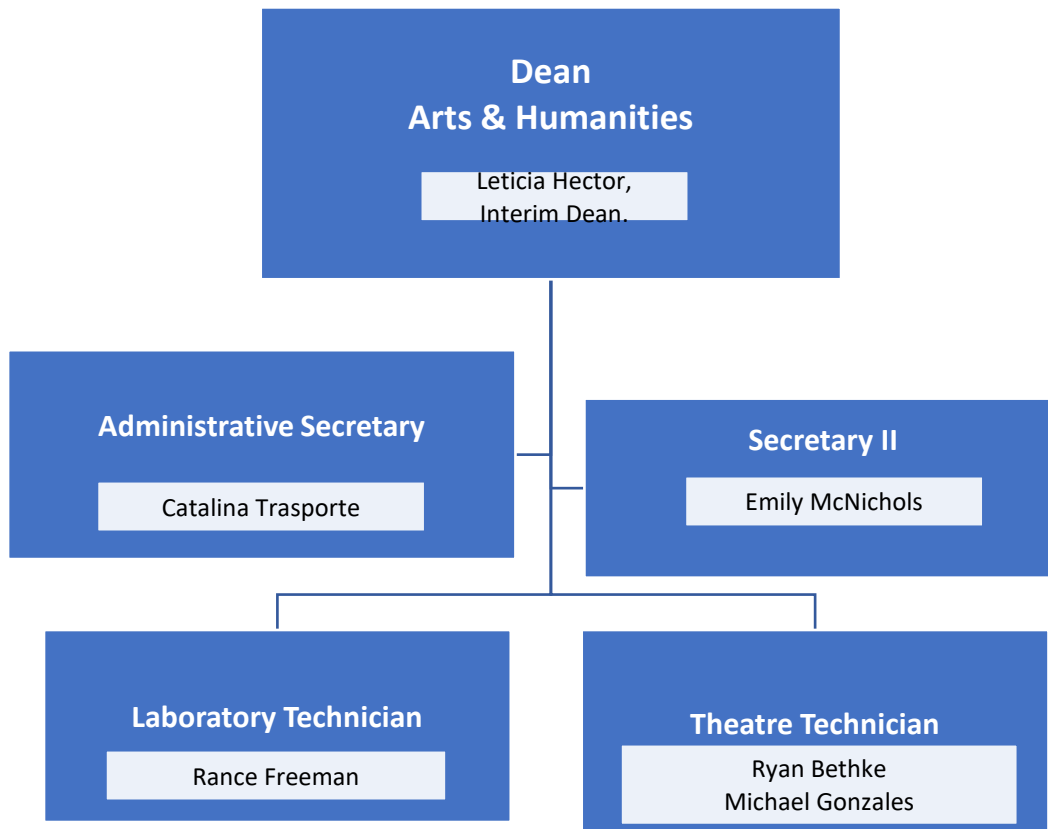 Dean
Arts & Humanities
Leticia Hector,
Interim Dean.
Administrative Secretary
Catalina Trasporte
Secretary II
Emily McNichols
Laboratory Technician
Rance Freeman
Theatre Technician
Ryan Bethke
Michael Gonzales